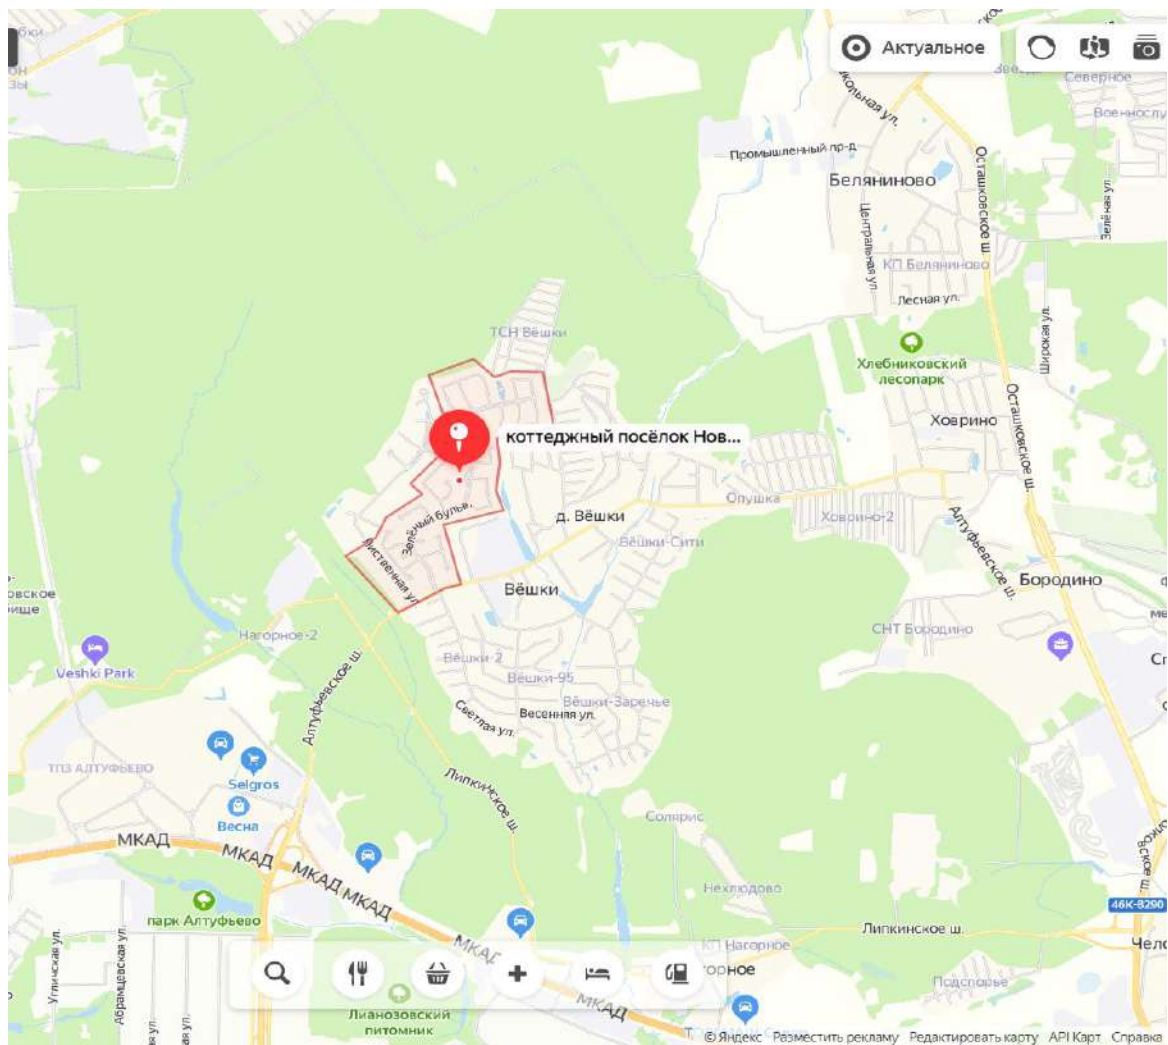 Актуальное
Северное
Промышленный пр-д
Беляниново
Осташковское ш.
Зелёная ул.
Центральная ул.
КП Беляниново
Лесная ул.
Широкая ул.
ТСН Вёшки
Хлебниковский
лесопарк
Ховрино
Осташковское ш.
коттеджный посёлок Нов...
Опушка
Ховрино-2
Алтуфьевское ш.
д. Вёшки
Вёшки-Сити
Зелёный бульв.
Лиственная ул.
Вёшки
Бородино
СНТ Бородино
Нагорное-2
Veshki Park
Алтуфьевское ш.
Вёшки-2
Вёшки-95
Вёшки-Заречье
Светлая ул.
Весенняя ул.
ТПЗ АЛТУФЬЕВО
Selgros
Весна
Липкинское ш.
Солярис
МКАД
МКАД
МКАД
МКАД
Нехлюдово
46К-8290
парк Алтуфьево
Липкинское ш.
МКАД
КП Нагорное
Угличская ул.
Абрамцевская ул.
Подспорье
Лианозовский
питомник
МКАД
© Яндекс Разместить рекламу Редактировать карту API Карт Справка